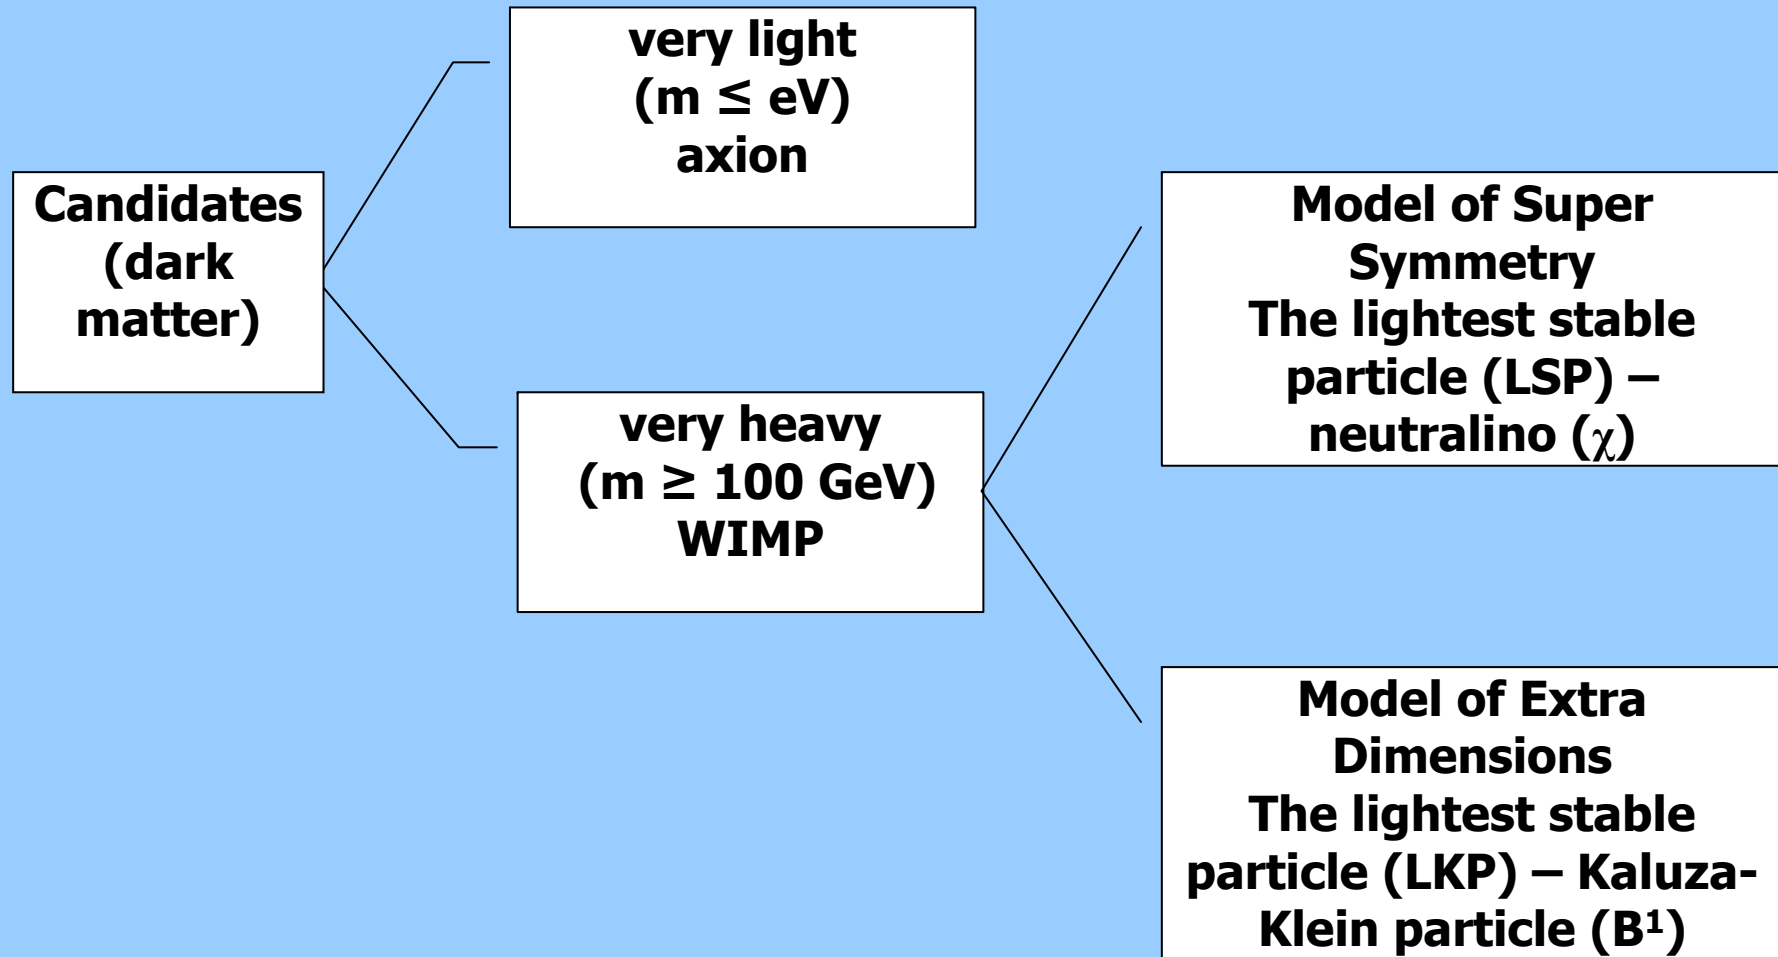 very light
(m ≤ eV)
axion
Candidates
(dark
matter)
very heavy
(m ≥ 100 GeV)
WIMP
Model of Super
Symmetry
The lightest stable
particle (LSP) –
neutralino (χ)
Model of Extra
Dimensions
The lightest stable
particle (LKP) – Kaluza-
Klein particle (B¹)